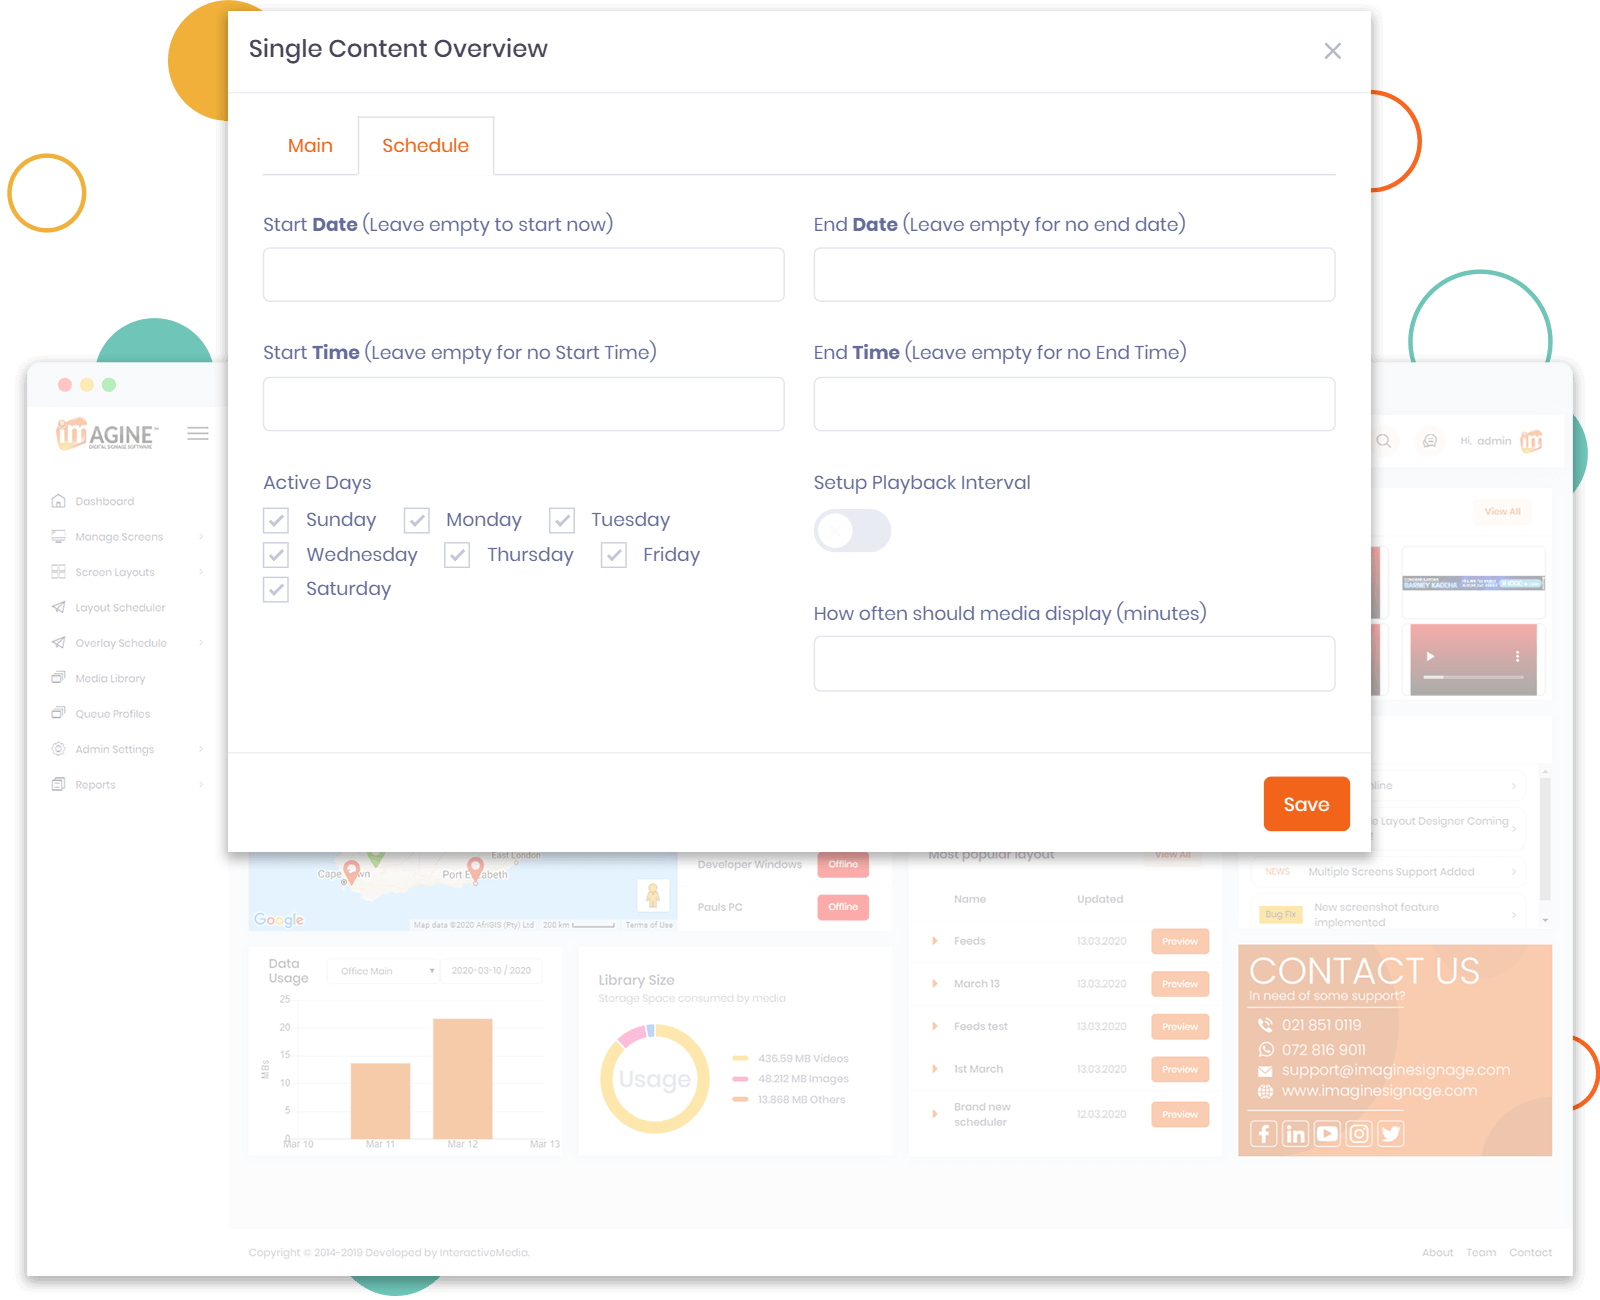 Single Content Overview
Main
Schedule
Start Date (Leave empty to start now)
End Date (Leave empty for no end date)
Start Time (Leave empty for no Start Time)
End Time (Leave empty for no End Time)
Active Days
Sunday Monday Tuesday
Wednesday Thursday Friday
Saturday
Setup Playback Interval
How often should media display (minutes)
Save
imAGINE™
DIGITAL SIGNAGE SOFTWARE
Dashboard
Manage Screens
Screen Layouts
Layout Scheduler
Overlay Schedule
Media Library
Queue Profiles
Admin Settings
Reports
Hi, admin
im
View All
BARNEY KACCHA
nline
e Layout Designer Coming
NEWS Multiple Screens Support Added
Bug Fix New screenshot feature
implemented
East London
Cape
wn
Port E
abeth
Google
Map data ©2020 AfriGIS (Pty) Ltd 200 km Terms of Use
Developer Windows Offline
Pauls PC Offline
Most popular layout View All
Name Updated
Feeds 13.03.2020 Preview
March 13 13.03.2020 Preview
Feeds test 13.03.2020 Preview
1st March 13.03.2020 Preview
Brand new
scheduler 12.03.2020 Preview
Data
Usage
Office Main 2020-03-10 / 2020
MBs
25
20
15
10
5
0
Mar 10 Mar 11 Mar 12 Mar 13
Library Size
Storage Space consumed by media
Usage
436.59 MB Videos
48.212 MB Images
13.868 MB Others
CONTACT US
In need of some support?
021 851 0119
072 816 9011
support@imaginesignage.com
www.imaginesignage.com
Copyright © 2014-2019 Developed by InteractiveMedia.
About Team Contact